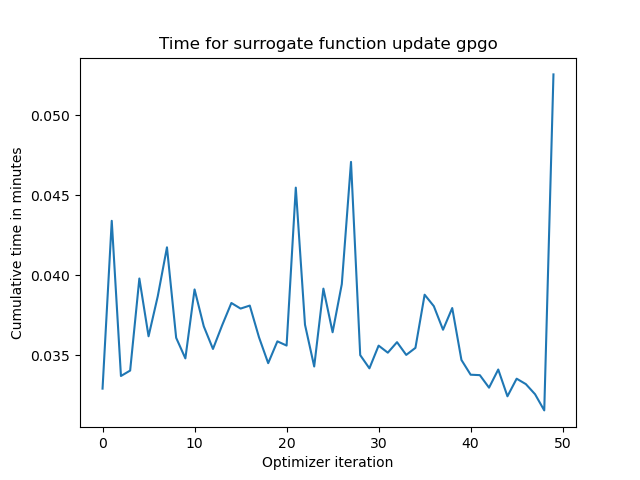 Time for surrogate function update gpgo
Cumulative time in minutes
0.050
0.045
0.040
0.035
0 10 20 30 40 50
Optimizer iteration